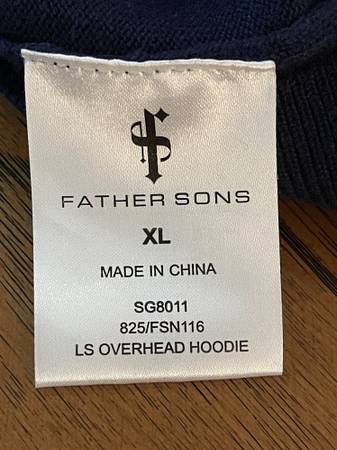 FATHER SONS
XL
MADE IN CHINA
SG8011
825/FSN116
LS OVERHEAD HOODIE